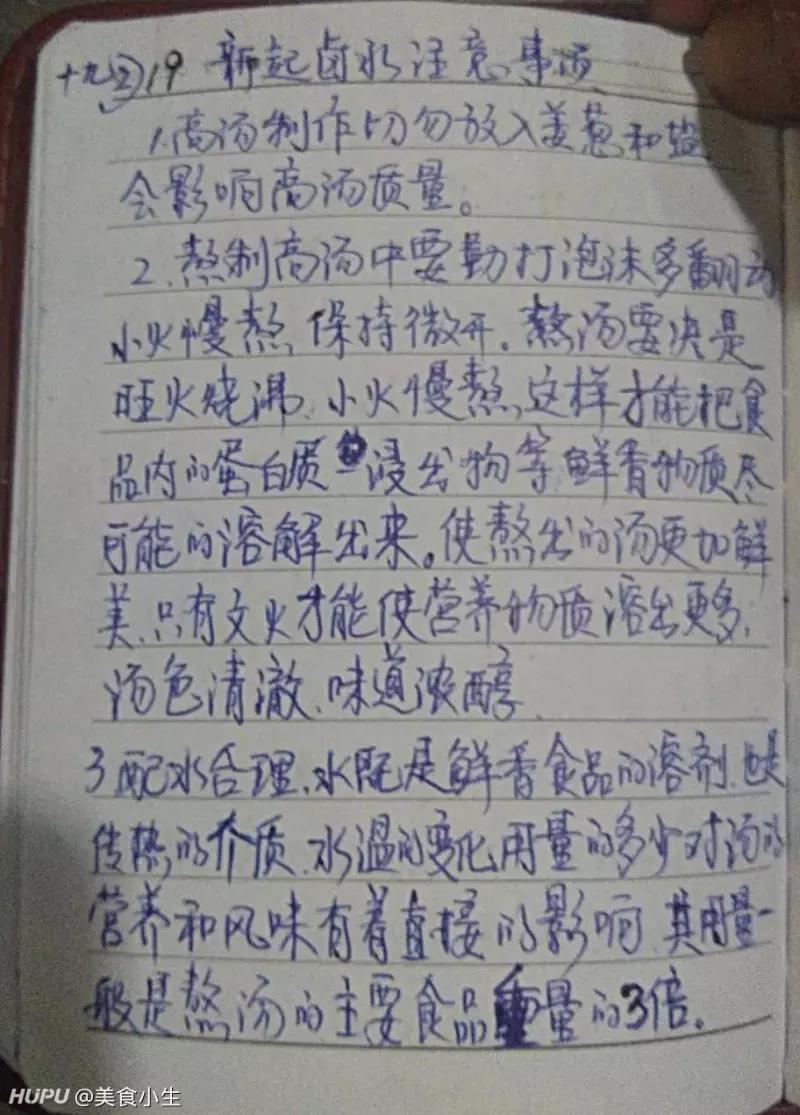 十九 ③ 19 新起卤水注意事项
1.高汤制作切勿放入姜葱和盐
会影响高汤质量。
2、熬制高汤中要勤打泡沫多翻动
小火慢熬、保持微开。熬汤要决是
旺火烧沸、小火慢熬、这样才能把食
品内的蛋白质 浸出物等鲜香物质尽
可能的溶解出来。使熬出的汤更加鲜
美、只有文火才能使营养物质溶出更多、
汤色清澈、味道浓醇
3配水合理、水既是鲜香食品的溶剂、也是
传热的介质、水温的变化、用量的多少对汤的
营养和风味有着直接的影响、其用量一
般是熬汤的主要食品重量的3倍。
HUPU @美食小生